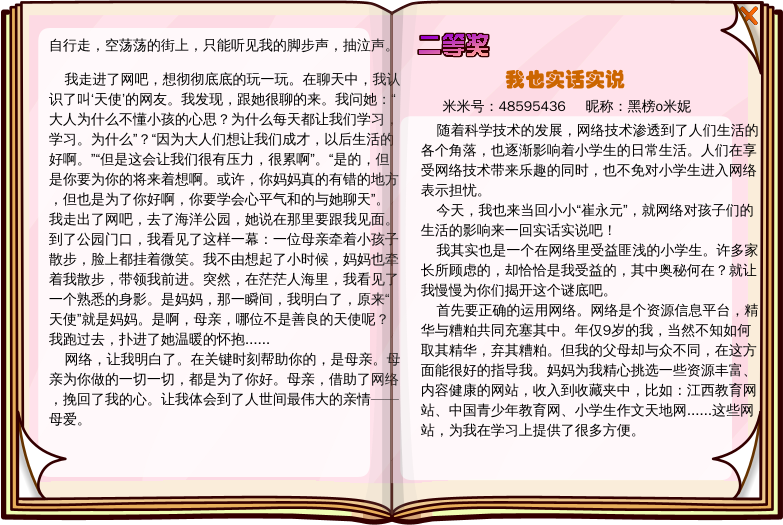 自行走，空荡荡的街上，只能听见我的脚步声，抽泣声。
我走进了网吧，想彻彻底底的玩一玩。在聊天中，我认
识了叫‘天使’的网友。我发现，跟她很聊的来。我问她：“
大人为什么不懂小孩的心思？为什么每天都让我们学习，
学习。为什么”？“因为大人们想让我们成才，以后生活的
好啊。”“但是这会让我们很有压力，很累啊”。“是的，但
是你要为你的将来着想啊。或许，你妈妈真的有错的地方
，但也是为了你好啊，你要学会心平气和的与她聊天”。
我走出了网吧，去了海洋公园，她说在那里要跟我见面。
到了公园门口，我看见了这样一幕：一位母亲牵着小孩子
散步，脸上都挂着微笑。我不由想起了小时候，妈妈也牵
着我散步，带领我前进。突然，在茫茫人海里，我看见了
一个熟悉的身影。是妈妈，那一瞬间，我明白了，原来“
天使”就是妈妈。是啊，母亲，哪位不是善良的天使呢？
我跑过去，扑进了她温暖的怀抱......
网络，让我明白了。在关键时刻帮助你的，是母亲。母
亲为你做的一切一切，都是为了你好。母亲，借助了网络
，挽回了我的心。让我体会到了人世间最伟大的亲情——
母爱。
二等奖
我也实话实说
米米号：48595436 昵称：黑榜o米妮
随着科学技术的发展，网络技术渗透到了人们生活的
各个角落，也逐渐影响着小学生的日常生活。人们在享
受网络技术带来乐趣的同时，也不免对小学生进入网络
表示担忧。
今天，我也来当回小小“崔永元”，就网络对孩子们的
生活的影响来一回实话实说吧！
我其实也是一个在网络里受益匪浅的小学生。许多家
长所顾虑的，却恰恰是我受益的，其中奥秘何在？就让
我慢慢为你们揭开这个谜底吧。
首先要正确的运用网络。网络是个资源信息平台，精
华与糟粕共同充塞其中。年仅9岁的我，当然不知如何
取其精华，弃其糟粕。但我的父母却与众不同，在这方
面能很好的指导我。妈妈为我精心挑选一些资源丰富、
内容健康的网站，收入到收藏夹中，比如：江西教育网
站、中国青少年教育网、小学生作文天地网......这些网
站，为我在学习上提供了很多方便。